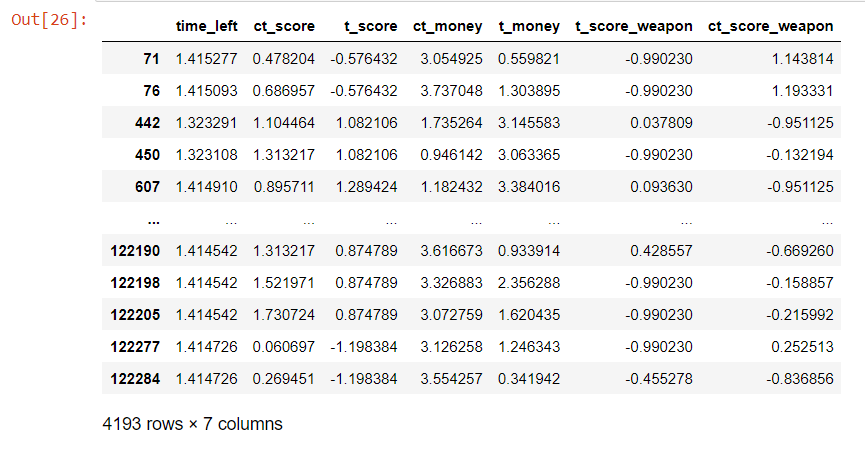 Out[26]:
time_left ct_score t_score ct_money t_money t_score_weapon ct_score_weapon
71 1.415277 0.478204 -0.576432 3.054925 0.559821 -0.990230 1.143814
76 1.415093 0.686957 -0.576432 3.737048 1.303895 -0.990230 1.193331
442 1.323291 1.104464 1.082106 1.735264 3.145583 0.037809 -0.951125
450 1.323108 1.313217 1.082106 0.946142 3.063365 -0.990230 -0.132194
607 1.414910 0.895711 1.289424 1.182432 3.384016 0.093630 -0.951125
... ... ... ... ... ... ... ...
122190 1.414542 1.313217 0.874789 3.616673 0.933914 0.428557 -0.669260
122198 1.414542 1.521971 0.874789 3.326883 2.356288 -0.990230 -0.158857
122205 1.414542 1.730724 0.874789 3.072759 1.620435 -0.990230 -0.215992
122277 1.414726 0.060697 -1.198384 3.126258 1.246343 -0.990230 0.252513
122284 1.414726 0.269451 -1.198384 3.554257 0.341942 -0.455278 -0.836856
4193 rows × 7 columns